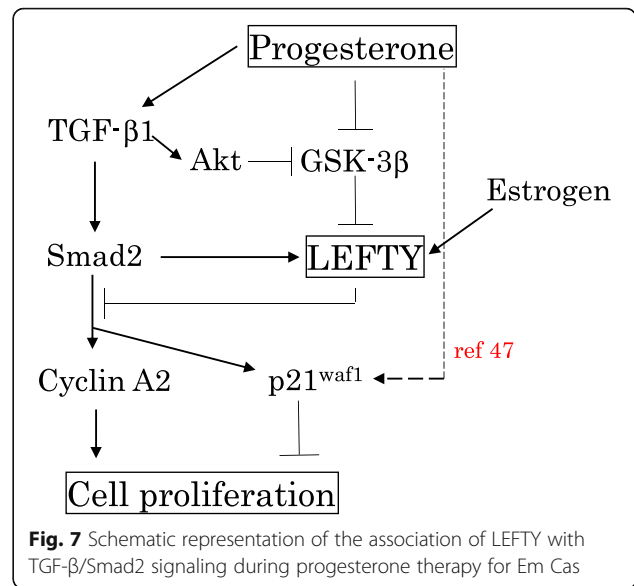 Progesterone
TGF-β1
Akt
GSK-3β
Estrogen
Smad2
LEFTY
ref 47
Cyclin A2
p21waf1
Cell proliferation
Fig. 7 Schematic representation of the association of LEFTY with
TGF-β/Smad2 signaling during progesterone therapy for Em Cas